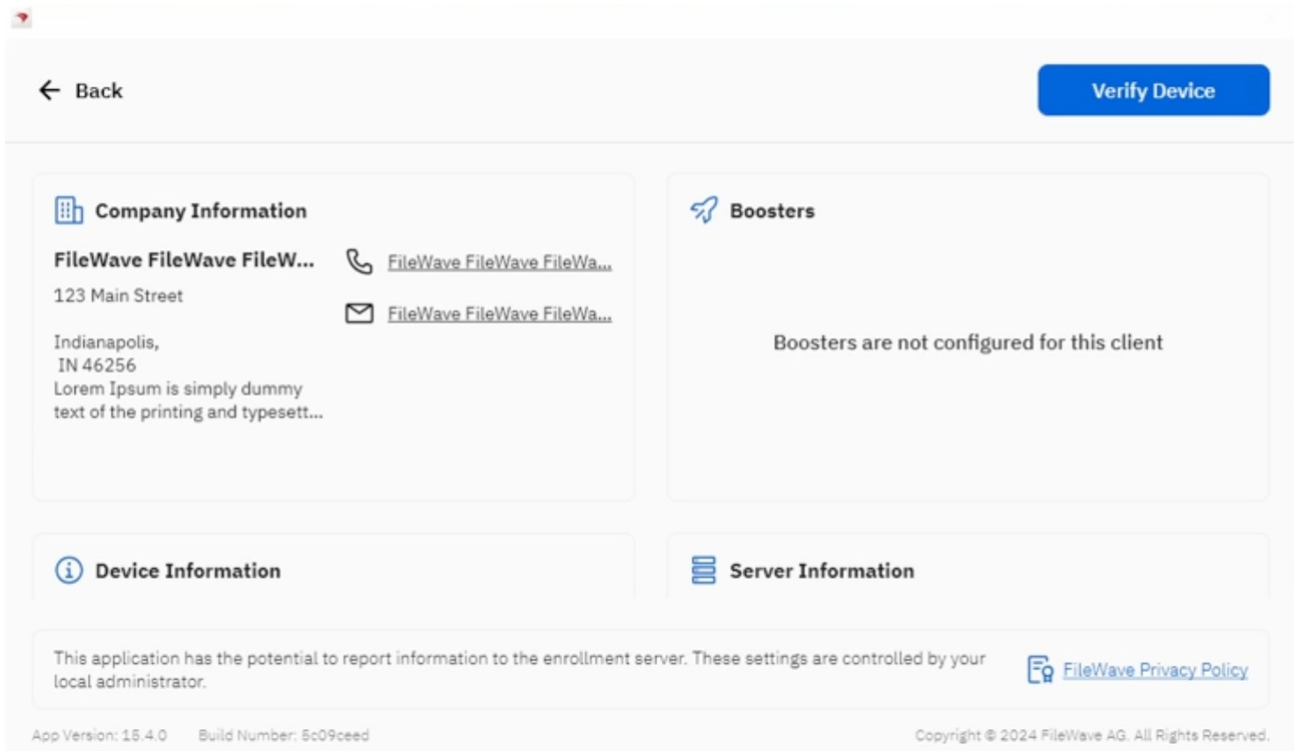 Back
Verify Device
Company Information
FileWave FileWave FileW...
123 Main Street
Indianapolis,
IN 46256
Lorem Ipsum is simply dummy
text of the printing and typesett...
FileWave FileWave FileWa...
FileWave FileWave FileWa...
Boosters
Boosters are not configured for this client
Device Information
Server Information
This application has the potential to report information to the enrollment server. These settings are controlled by your
local administrator.
FileWave Privacy Policy
App Version: 15.4.0 Build Number: 5c09ceed
Copyright © 2024 FileWave AG. All Rights Reserved.